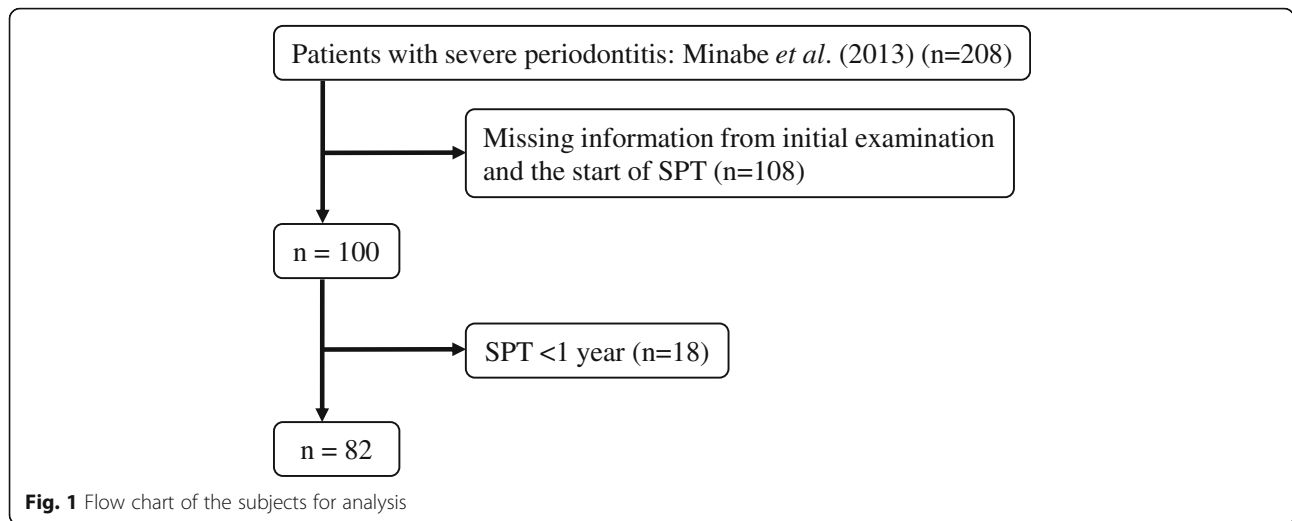 Patients with severe periodontitis: Minabe et al. (2013) (n=208)
Missing information from initial examination
and the start of SPT (n=108)
n = 100
SPT <1 year (n=18)
n = 82
Fig. 1 Flow chart of the subjects for analysis